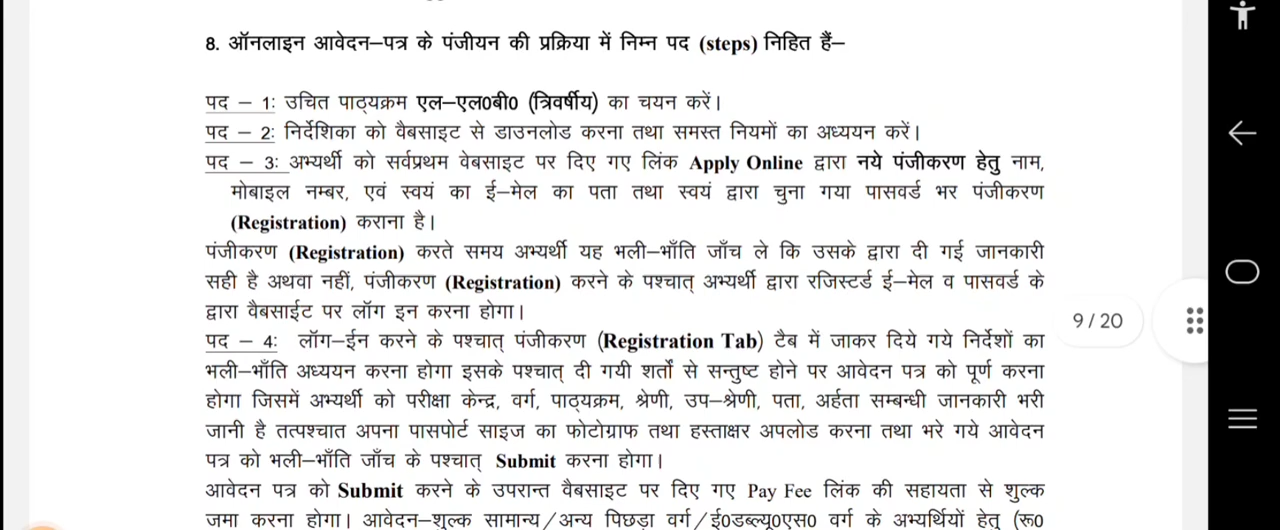 8. ऑनलाइन आवेदन–पत्र के पंजीयन की प्रक्रिया में निम्न पद (steps) निहित हैं–
पद – 1: उचित पाठ्यक्रम एल–एल0बी0 (त्रिवर्षीय) का चयन करें।
पद – 2: निर्देशिका को वैबसाइट से डाउनलोड करना तथा समस्त नियमों का अध्ययन करें।
पद – 3: अभ्यर्थी को सर्वप्रथम वेबसाइट पर दिए गए लिंक Apply Online द्वारा नये पंजीकरण हेतु नाम,
मोबाइल नम्बर, एवं स्वयं का ई–मेल का पता तथा स्वयं द्वारा चुना गया पासवर्ड भर पंजीकरण
(Registration) कराना है।
पंजीकरण (Registration) करते समय अभ्यर्थी यह भली–भाँति जाँच ले कि उसके द्वारा दी गई जानकारी
सही है अथवा नहीं, पंजीकरण (Registration) करने के पश्चात् अभ्यर्थी द्वारा रजिस्टर्ड ई–मेल व पासवर्ड के
द्वारा वैबसाईट पर लॉग इन करना होगा।
9 / 20
पद – 4: लॉग–ईन करने के पश्चात् पंजीकरण (Registration Tab) टैब में जाकर दिये गये निर्देशों का
भली–भाँति अध्ययन करना होगा इसके पश्चात् दी गयी शर्तों से सन्तुष्ट होने पर आवेदन पत्र को पूर्ण करना
होगा जिसमें अभ्यर्थी को परीक्षा केन्द्र, वर्ग, पाठ्यक्रम, श्रेणी, उप–श्रेणी, पता, अर्हता सम्बन्धी जानकारी भरी
जानी है तत्पश्चात अपना पासपोर्ट साइज का फोटोग्राफ तथा हस्ताक्षर अपलोड करना तथा भरे गये आवेदन
पत्र को भली–भाँति जाँच के पश्चात् Submit करना होगा।
आवेदन पत्र को Submit करने के उपरान्त वैबसाइट पर दिए गए Pay Fee लिंक की सहायता से शुल्क
जमा करना होगा। आवेदन–शुल्क सामान्य/अन्य पिछड़ा वर्ग/ई0डब्ल्यू0एस0 वर्ग के अभ्यर्थियों हेतु (रू0